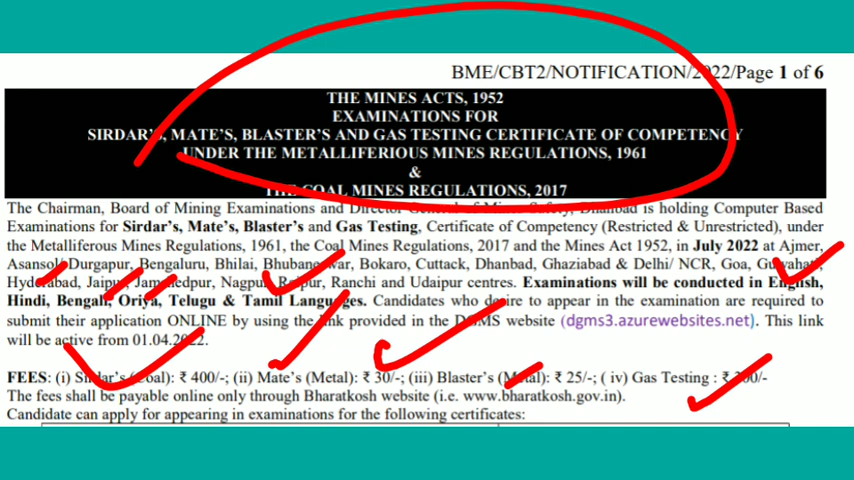 BME/CBT2/NOTIFICATION/2022/Page 1 of 6
THE MINES ACTS, 1952
EXAMINATIONS FOR
SIRDAR'S, MATE'S, BLASTER'S AND GAS TESTING CERTIFICATE OF COMPETENCY
UNDER THE METALLIFERIOUS MINES REGULATIONS, 1961
&
THE COAL MINES REGULATIONS, 2017
The Chairman, Board of Mining Examinations and Director General of Mines Safety, Dhanbad is holding Computer Based
Examinations for Sirdar's, Mate's, Blaster's and Gas Testing, Certificate of Competency (Restricted & Unrestricted), under
the Metalliferous Mines Regulations, 1961, the Coal Mines Regulations, 2017 and the Mines Act 1952, in July 2022 at Ajmer,
Asansol/Durgapur, Bengaluru, Bhilai, Bhubaneswar, Bokaro, Cuttack, Dhanbad, Ghaziabad & Delhi/ NCR, Goa, Guwahati,
Hyderabad, Jaipur, Jamshedpur, Nagpur, Raipur, Ranchi and Udaipur centres. Examinations will be conducted in English,
Hindi, Bengali, Oriya, Telugu & Tamil Languages. Candidates who desire to appear in the examination are required to
submit their application ONLINE by using the link provided in the DGMS website (dgms3.azurewebsites.net). This link
will be active from 01.04.2022.
FEES: (i) Sirdar's (Coal): ₹ 400/-; (ii) Mate's (Metal): ₹ 30/-; (iii) Blaster's (Metal): ₹ 25/-; ( iv) Gas Testing : ₹ /-
The fees shall be payable online only through Bharatkosh website (i.e. www.bharatkosh.gov.in).
Candidate can apply for appearing in examinations for the following certificates: